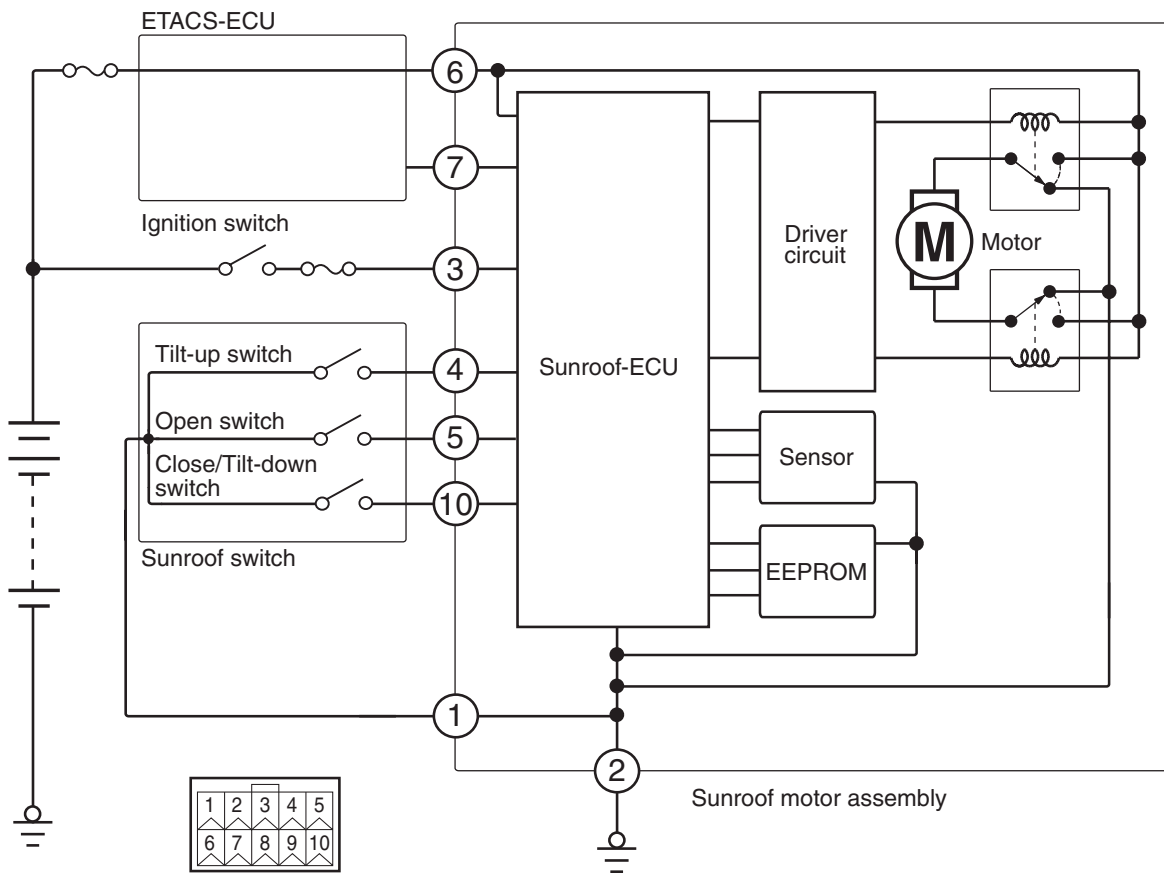 ETACS-ECU
6
7
Ignition switch
3
Driver
circuit
M
Motor
Tilt-up switch
4
Sunroof-ECU
Open switch
5
Sensor
Close/Tilt-down
switch
10
Sunroof switch
EEPROM
1
2
Sunroof motor assembly
1 2 3 4 5
6 7 8 9 10